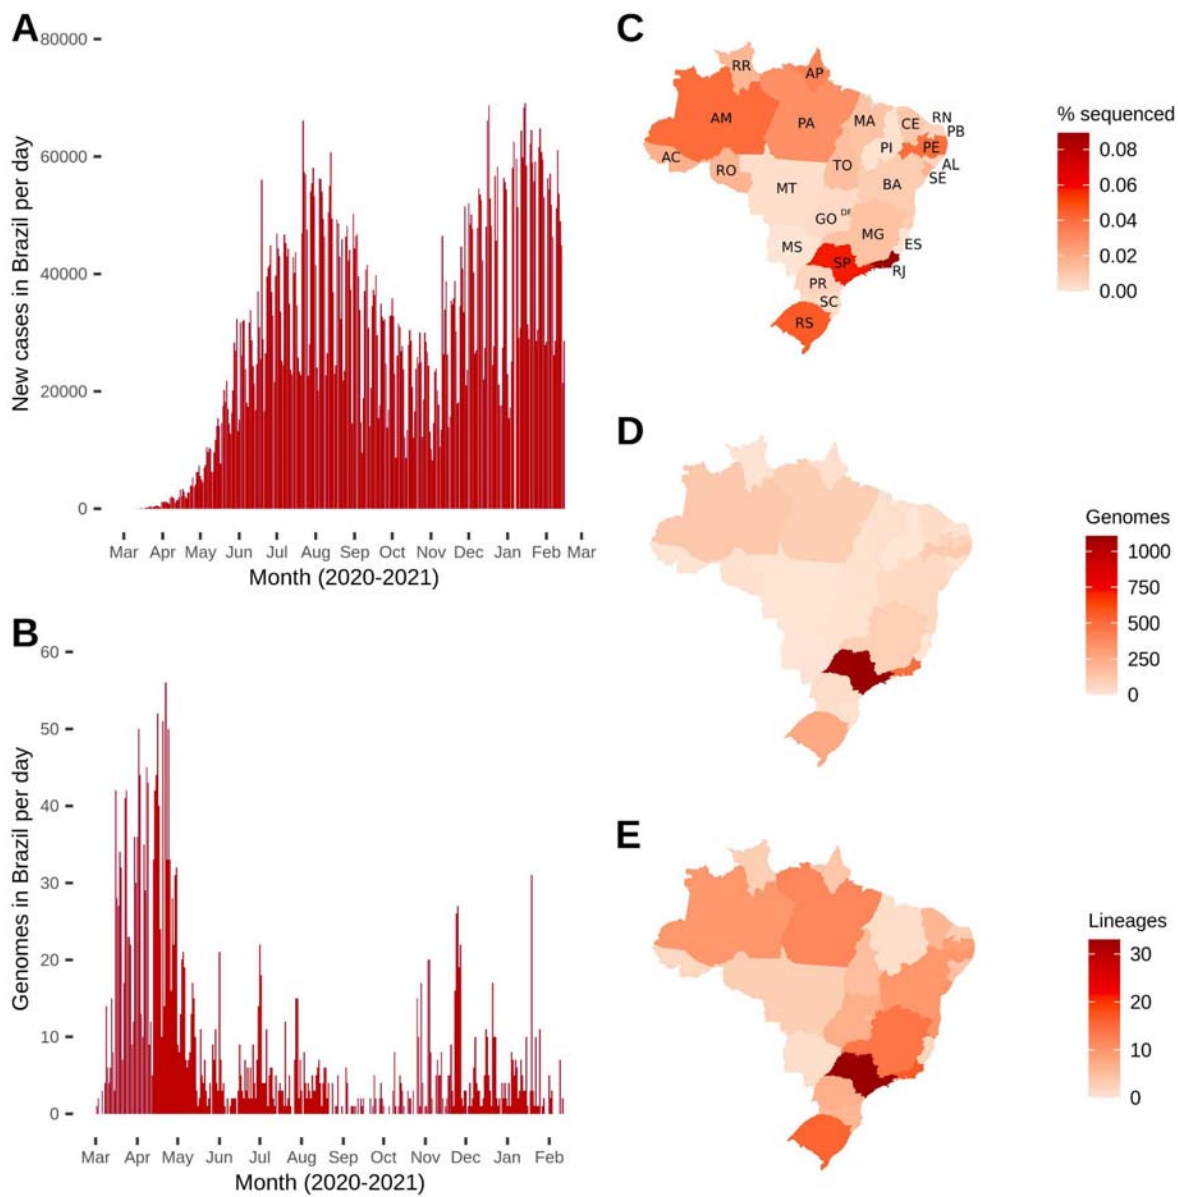 A
80000
60000
40000
20000
0
New cases in Brazil per day
Mar Apr May Jun Jul Aug Sep Oct Nov Dec Jan Feb Mar
Month (2020-2021)
B
60
50
40
30
20
10
0
Genomes in Brazil per day
Mar Apr May Jun Jul Aug Sep Oct Nov Dec Jan Feb
Month (2020-2021)
C
RR
AP
AM
PA
MA
CE
RN
PB
PI
PE
AC
RO
TO
AL
SE
MT
BA
GO
DF
MS
MG
ES
SP
RJ
PR
SC
RS
% sequenced
0.08
0.06
0.04
0.02
0.00
D
Genomes
1000
750
500
250
0
E
Lineages
30
20
10
0